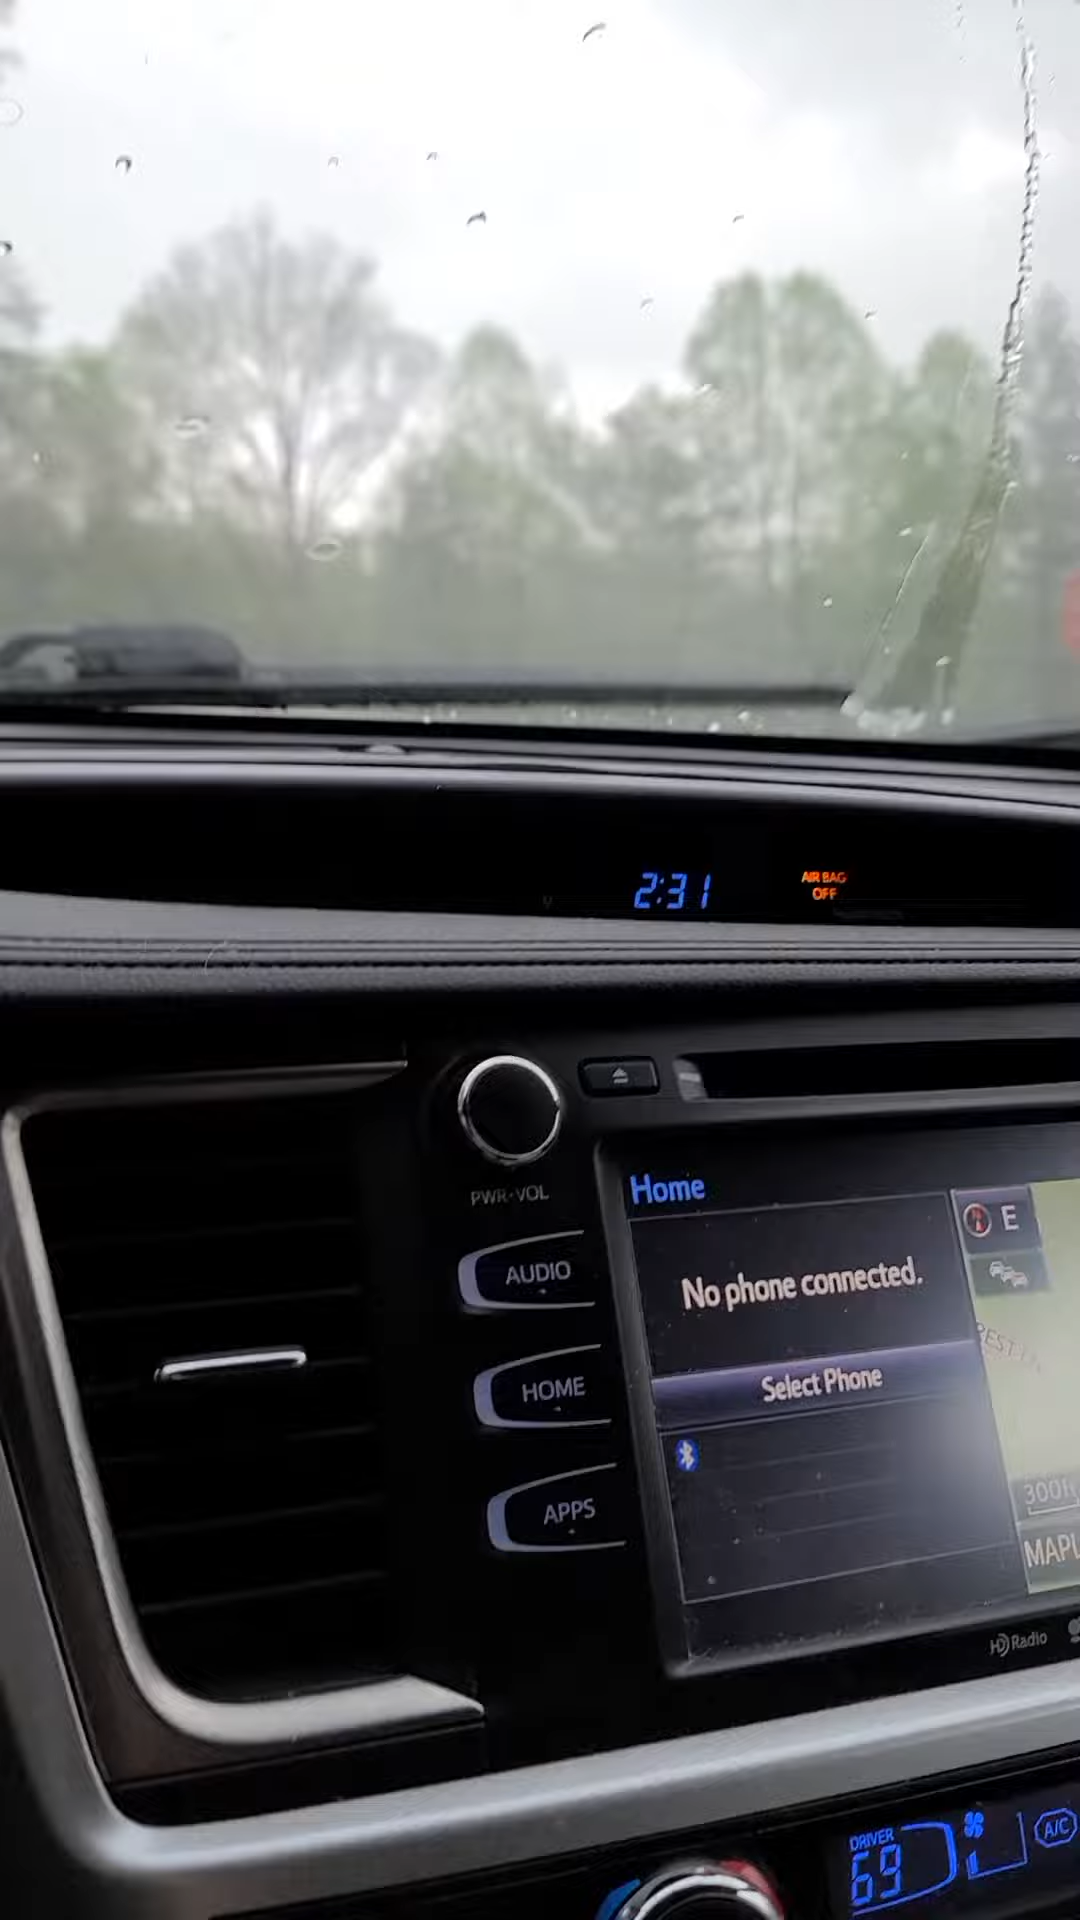 2:31
AIR BAG
OFF
PWR·VOL
AUDIO
HOME
APPS
Home
No phone connected.
Select Phone
E
300f
MAPL
HD Radio
DRIVER
69
A/C